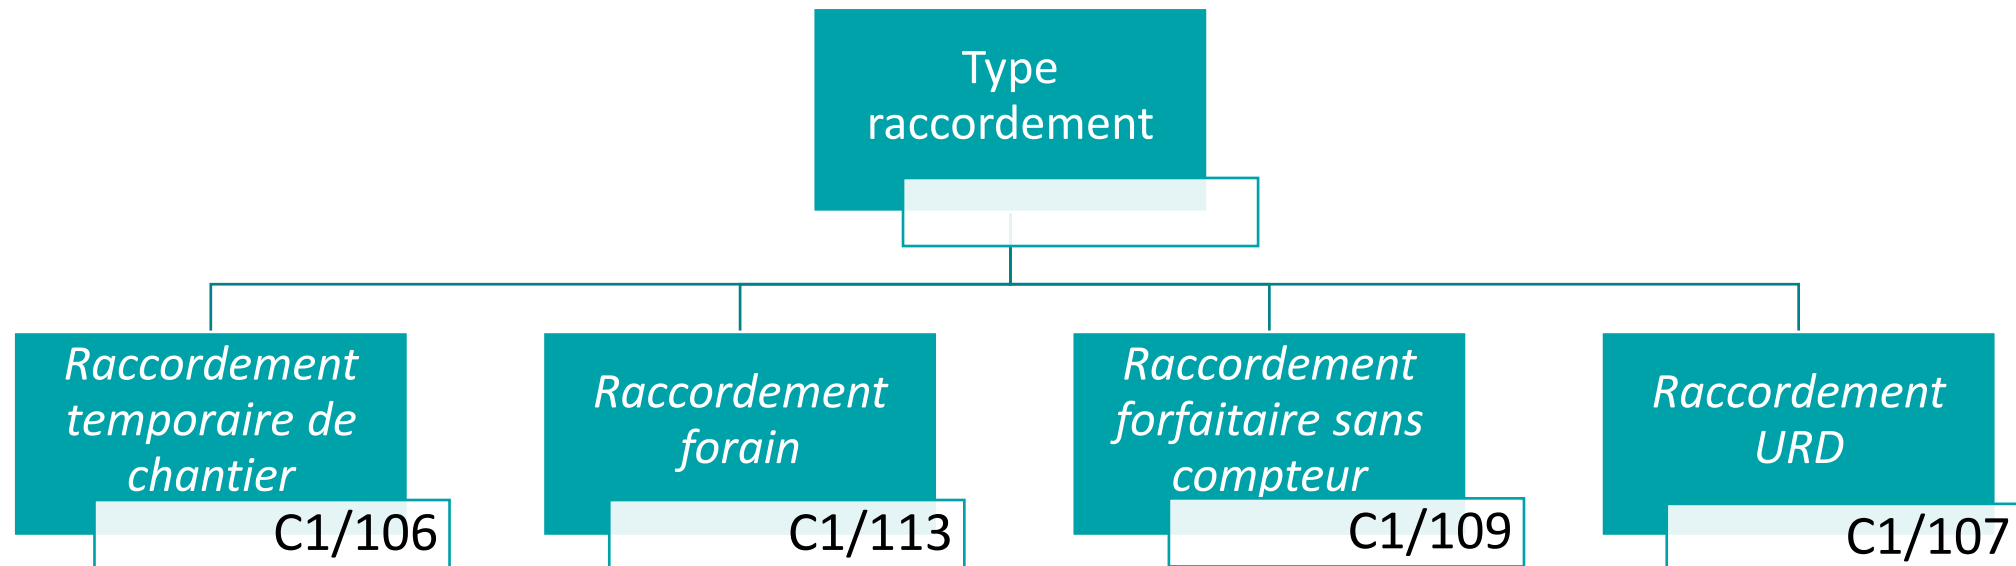 Type
raccordement
Raccordement
temporaire de
chantier
C1/106
Raccordement
forain
C1/113
Raccordement
forfaitaire sans
compteur
C1/109
Raccordement
URD
C1/107